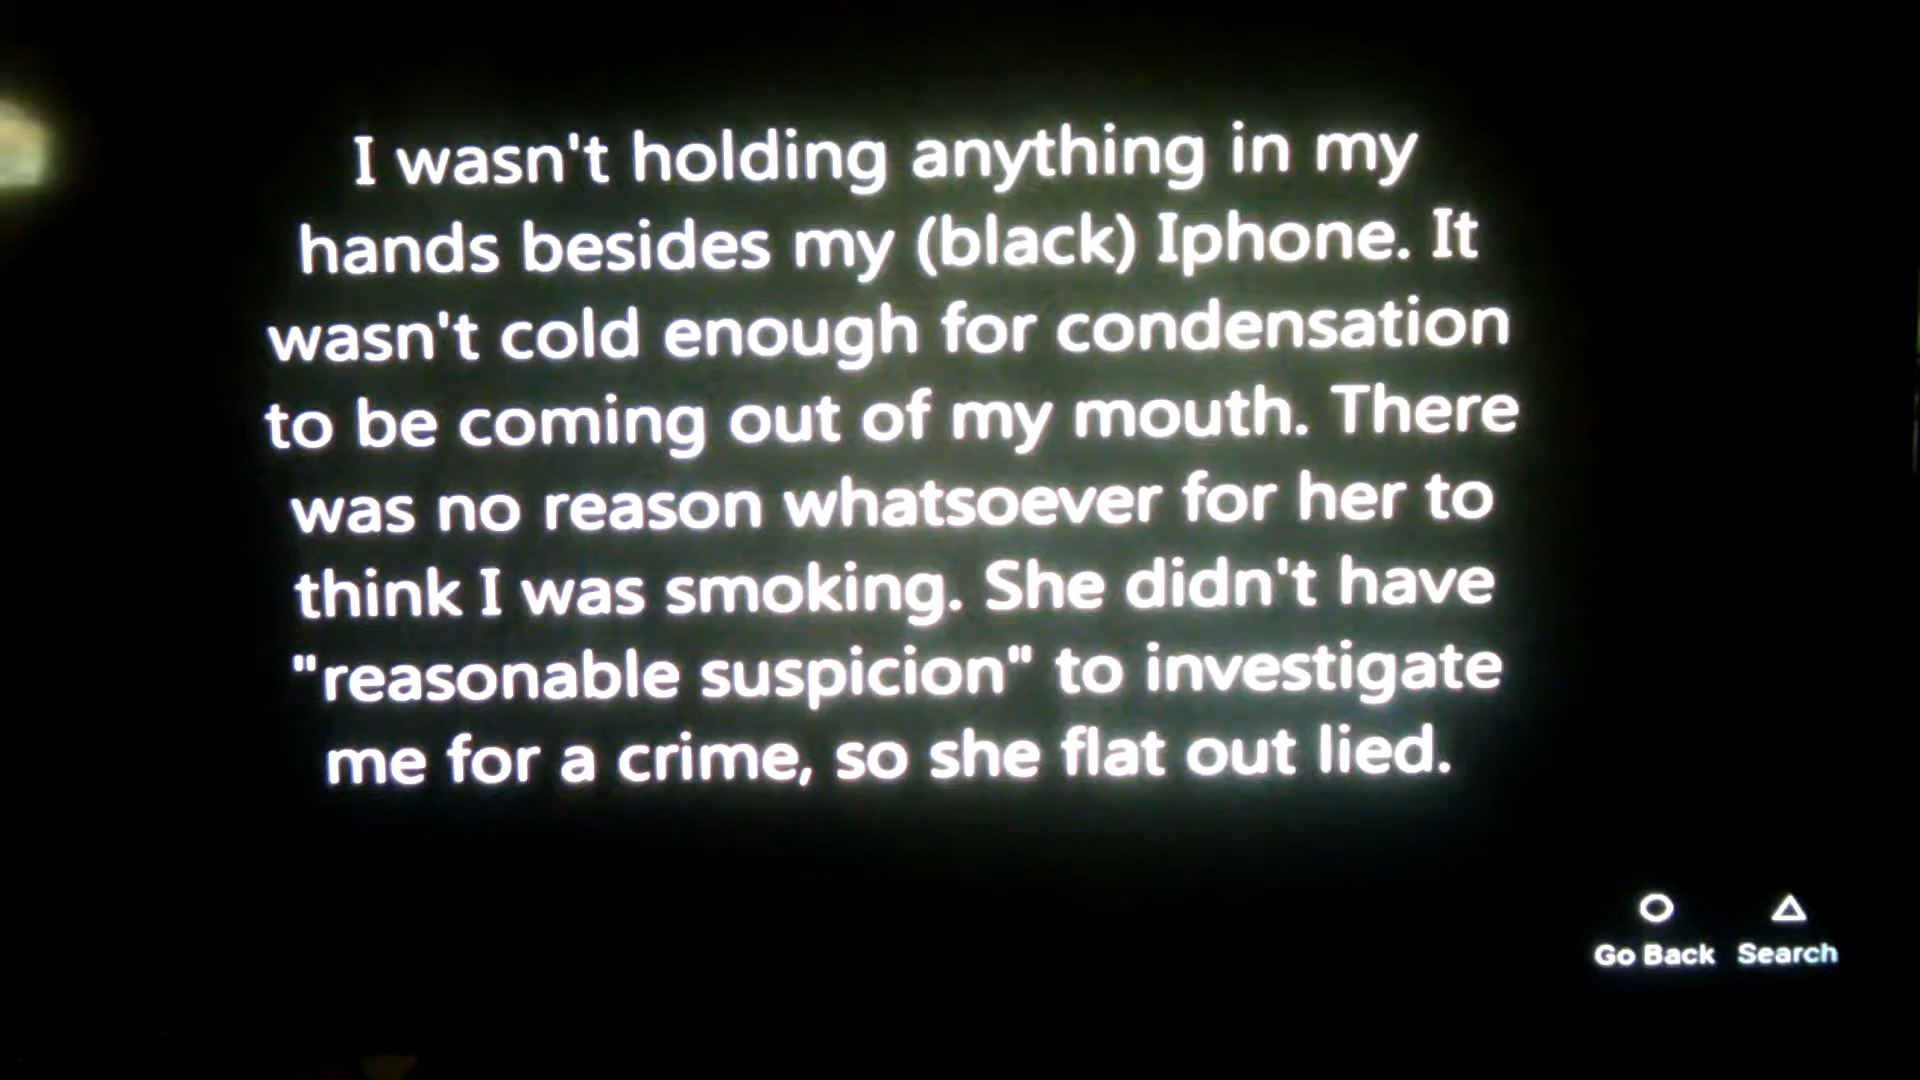 I wasn't holding anything in my
hands besides my (black) Iphone. It
wasn't cold enough for condensation
to be coming out of my mouth. There
was no reason whatsoever for her to
think I was smoking. She didn't have
"reasonable suspicion" to investigate
me for a crime, so she flat out lied.
Go Back Search